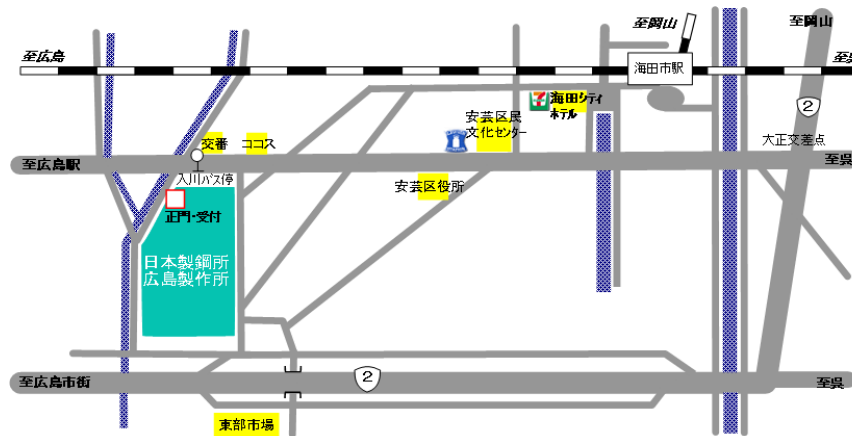 至岡山
至岡山
至広島
海田市駅
至呉
海田シティ
ホテル
2
安芸区民
文化センター
交番
ココス
大正交差点
至広島駅
至呉
入川バス停
安芸区役所
正門・受付
日本製鋼所
広島製作所
至広島市街
2
至呉
東部市場